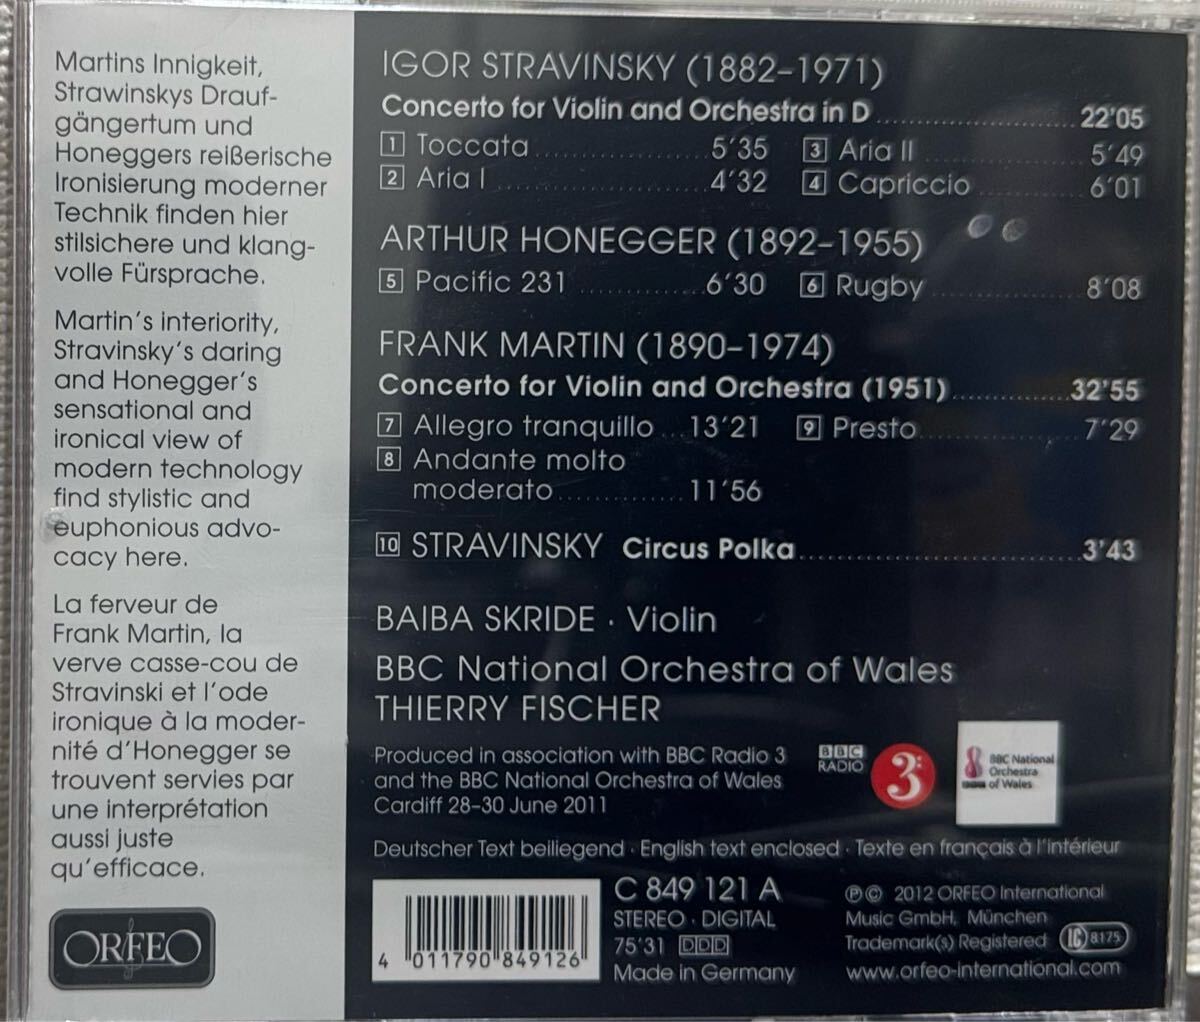 Martins Innigkeit,
Strawinskys Drauf-
gängertum und
Honeggers reißerische
Ironisierung moderner
Technik finden hier
stilsichere und klang-
volle Fürsprache.
Martin's interiority,
Stravinsky's daring
and Honegger's
sensational and
ironical view of
modern technology
find stylistic and
euphonious advo-
cacy here.
La ferveur de
Frank Martin, la
verve casse-cou de
Stravinski et l'ode
ironique à la moder-
nité d'Honegger se
trouvent servies par
une interprétation
aussi juste
qu'efficace.
ORFEO
IGOR STRAVINSKY (1882–1971)
Concerto for Violin and Orchestra in D 22'05
1 Toccata 5'35 3 Aria II 5'49
2 Aria I 4'32 4 Capriccio 6'01
ARTHUR HONEGGER (1892–1955)
5 Pacific 231 6'30 6 Rugby 8'08
FRANK MARTIN (1890–1974)
Concerto for Violin and Orchestra (1951) 32'55
7 Allegro tranquillo 13'21 9 Presto 7'29
8 Andante molto
moderato 11'56
10 STRAVINSKY Circus Polka 3'43
BAIBA SKRIDE · Violin
BBC National Orchestra of Wales
THIERRY FISCHER
Produced in association with BBC Radio 3
and the BBC National Orchestra of Wales
Cardiff 28–30 June 2011
BBC
RADIO
3
BBC National
Orchestra
of Wales
Deutscher Text beiliegend · English text enclosed · Texte en français à l'intérieur
4 011790 849126
C 849 121 A
STEREO · DIGITAL
75'31 DDD
Made in Germany
℗ © 2012 ORFEO International
Music GmbH, München
Trademark(s) Registered LC 8175
www.orfeo-international.com